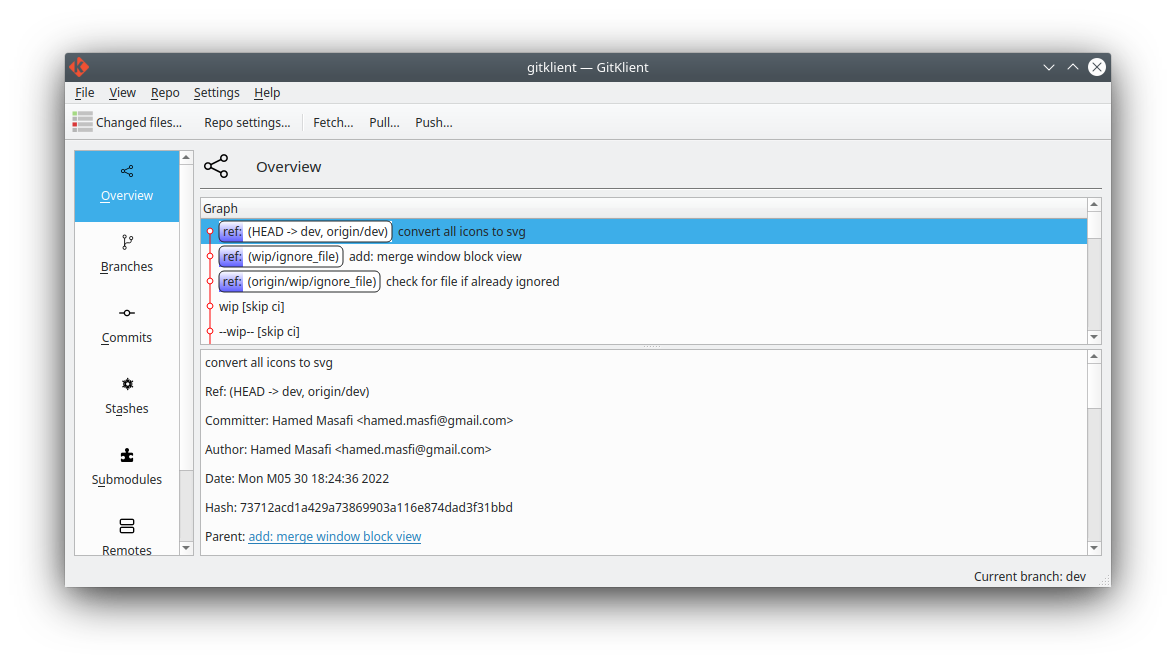 gitklient — GitKlient
File View Repo Settings Help
Changed files... Repo settings... Fetch... Pull... Push...
Overview
Branches
Commits
Stashes
Submodules
Remotes
Overview
Graph
ref: (HEAD -> dev, origin/dev) convert all icons to svg
ref: (wip/ignore_file) add: merge window block view
ref: (origin/wip/ignore_file) check for file if already ignored
wip [skip ci]
--wip-- [skip ci]
convert all icons to svg
Ref: (HEAD -> dev, origin/dev)
Committer: Hamed Masafi <hamed.masfi@gmail.com>
Author: Hamed Masafi <hamed.masfi@gmail.com>
Date: Mon M05 30 18:24:36 2022
Hash: 73712acd1a429a73869903a116e874dad3f31bbd
Parent: add: merge window block view
Current branch: dev